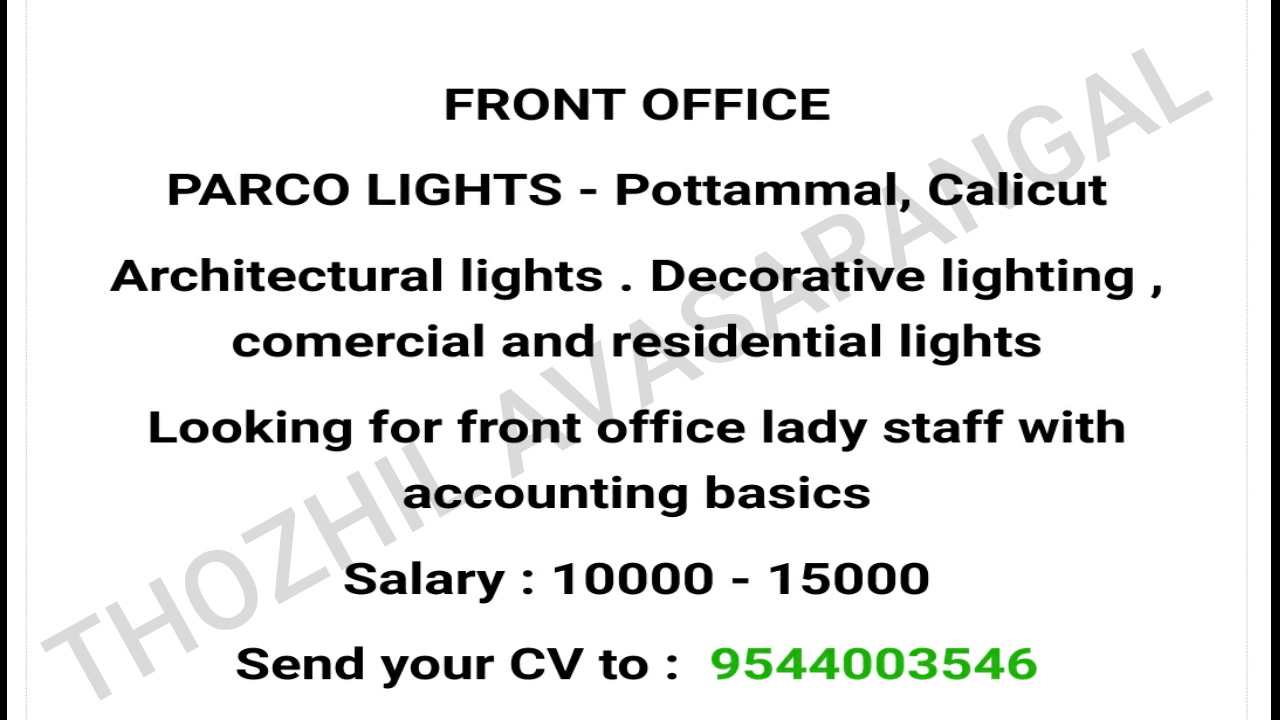 FRONT OFFICE
PARCO LIGHTS - Pottammal, Calicut
Architectural lights . Decorative lighting ,
comercial and residential lights
Looking for front office lady staff with
accounting basics
Salary : 10000 - 15000
Send your CV to : 9544003546
THOZHIL AVASARANGAL